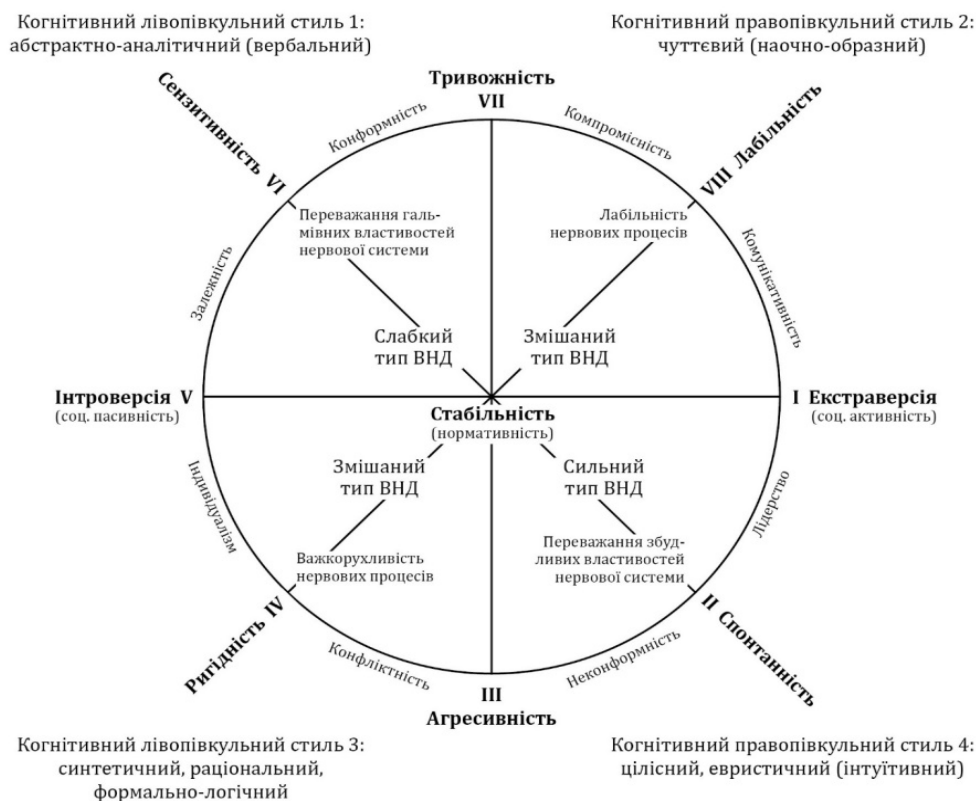 Когнітивний лівопівкульний стиль 1:
абстрактно-аналітичний (вербальний)
Когнітивний правопівкульний стиль 2:
чуттєвий (наочно-образний)
Тривожність
VII
Сензитивність VI
Конформність
Компромісність
VIII Лабільність
Переважання галь-
мівних властивостей
нервової системи
Лабільність
нервових процесів
Залежність
Комунікативність
Слабкий
тип ВНД
Змішаний
тип ВНД
Інтроверсія V
(соц. пасивність)
І Екстраверсія
(соц. активність)
Стабільність
(нормативність)
Змішаний
тип ВНД
Сильний
тип ВНД
Індивідуалізм
Лідерство
Важкорухливість
нервових процесів
Переважання збуд-
ливих властивостей
нервової системи
Ригідність IV
Конфліктність
Неконформність
II Спонтанність
III
Агресивність
Когнітивний лівопівкульний стиль 3:
синтетичний, раціональний,
формально-логічний
Когнітивний правопівкульний стиль 4:
цілісний, евристичний (інтуїтивний)